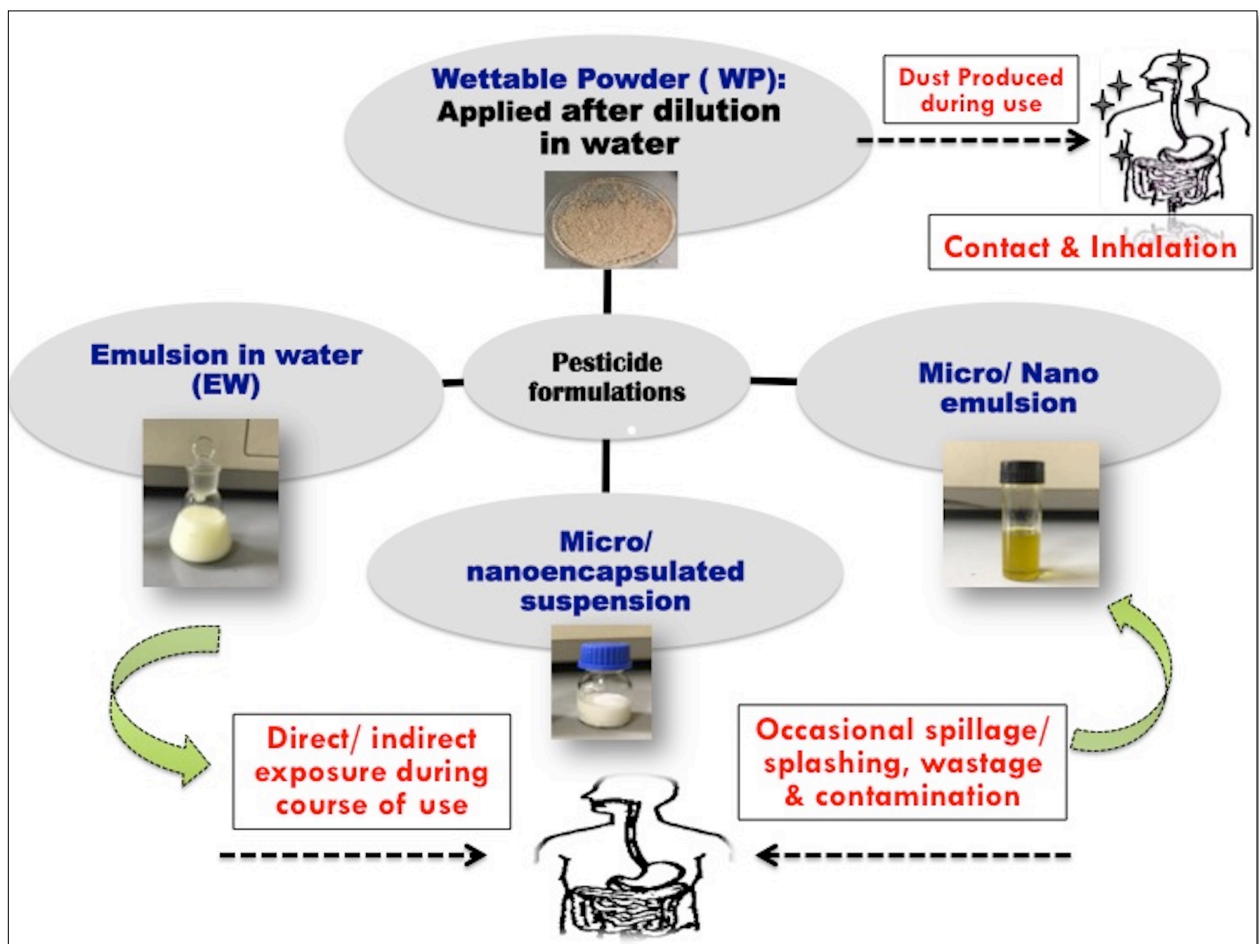 Wettable Powder ( WP):
Applied after dilution
in water
Dust Produced
during use
Contact & Inhalation
Emulsion in water
(EW)
Pesticide
formulations
Micro/ Nano
emulsion
Micro/
nanoencapsulated
suspension
Direct/ indirect
exposure during
course of use
Occasional spillage/
splashing, wastage
& contamination